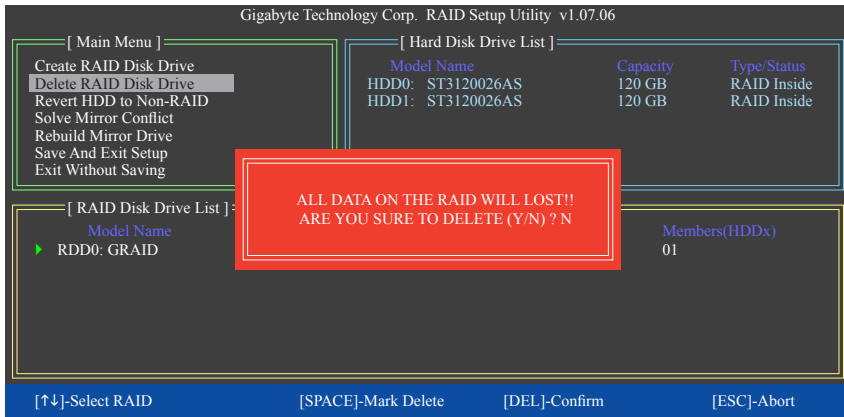 Gigabyte Technology Corp. RAID Setup Utility v1.07.06
[ Main Menu ]
Create RAID Disk Drive
Delete RAID Disk Drive
Revert HDD to Non-RAID
Solve Mirror Conflict
Rebuild Mirror Drive
Save And Exit Setup
Exit Without Saving
[ Hard Disk Drive List ]
Model Name Capacity Type/Status
HDD0: ST3120026AS 120 GB RAID Inside
HDD1: ST3120026AS 120 GB RAID Inside
ALL DATA ON THE RAID WILL LOST!!
ARE YOU SURE TO DELETE (Y/N) ? N
[ RAID Disk Drive List ]
Model Name Members(HDDx)
RDD0: GRAID 01
[↑↓]-Select RAID [SPACE]-Mark Delete [DEL]-Confirm [ESC]-Abort